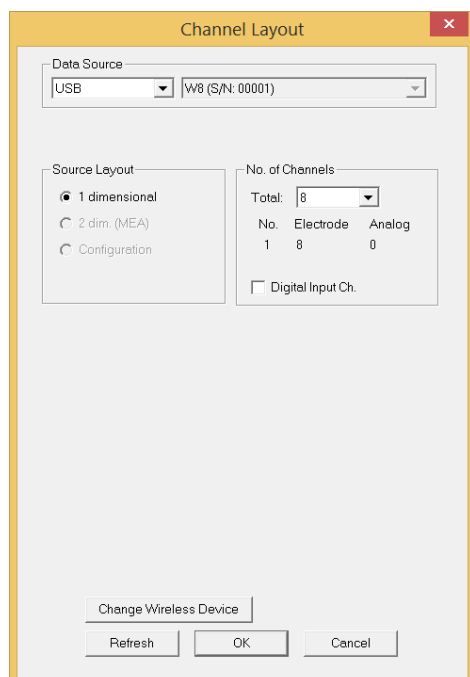 Channel Layout
x
Data Source
USB W8 (S/N: 00001)
Source Layout
1 dimensional
2 dim. (MEA)
Configuration
No. of Channels
Total: 8
No. Electrode Analog
1 8 0
Digital Input Ch.
Change Wireless Device
Refresh OK Cancel